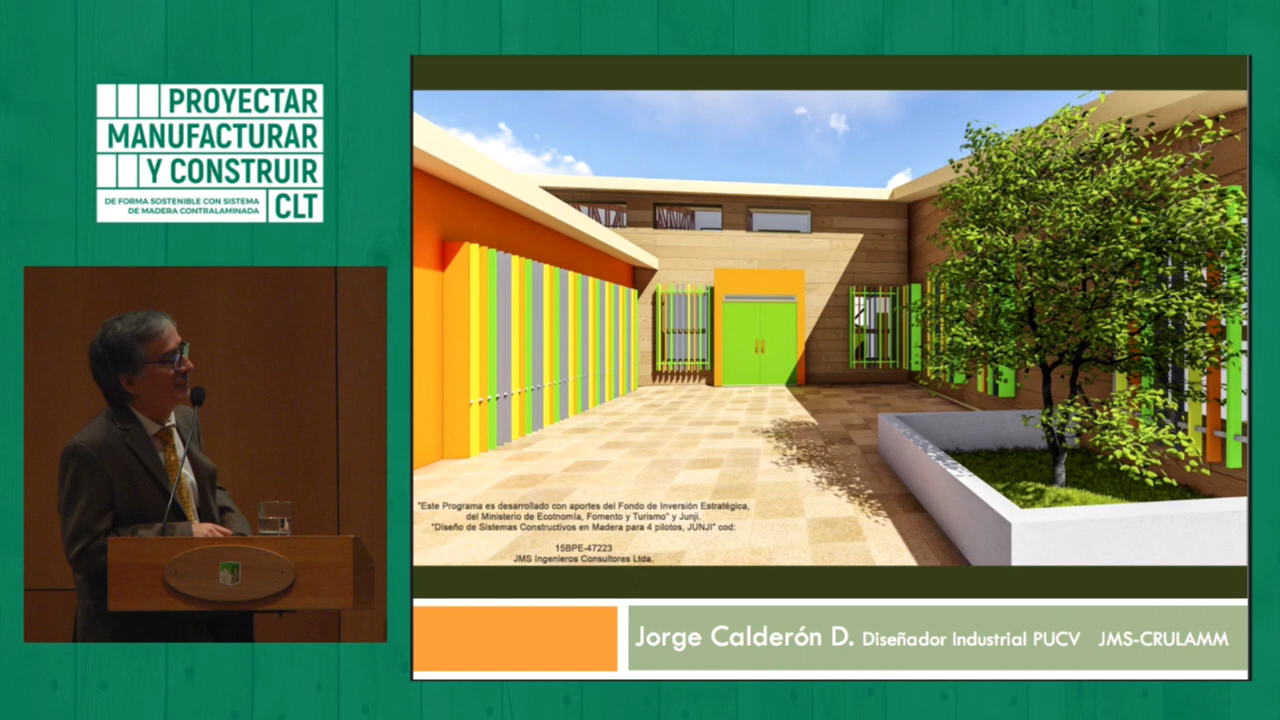 PROYECTAR
MANUFACTURAR
Y CONSTRUIR
DE FORMA SOSTENIBLE CON SISTEMA
DE MADERA CONTRALAMINADA
CLT
"Este Programa es desarrollado con aportes del Fondo de Inversión Estratégica,
del Ministerio de Ecotnomía, Fomento y Turismo" y Junji.
"Diseño de Sistemas Constructivos en Madera para 4 pilotos, JUNJI" cod:
15BPE-47223
JMS Ingenieros Consultores Ltda.
Jorge Calderón D. Diseñador Industrial PUCV JMS-CRULAMM